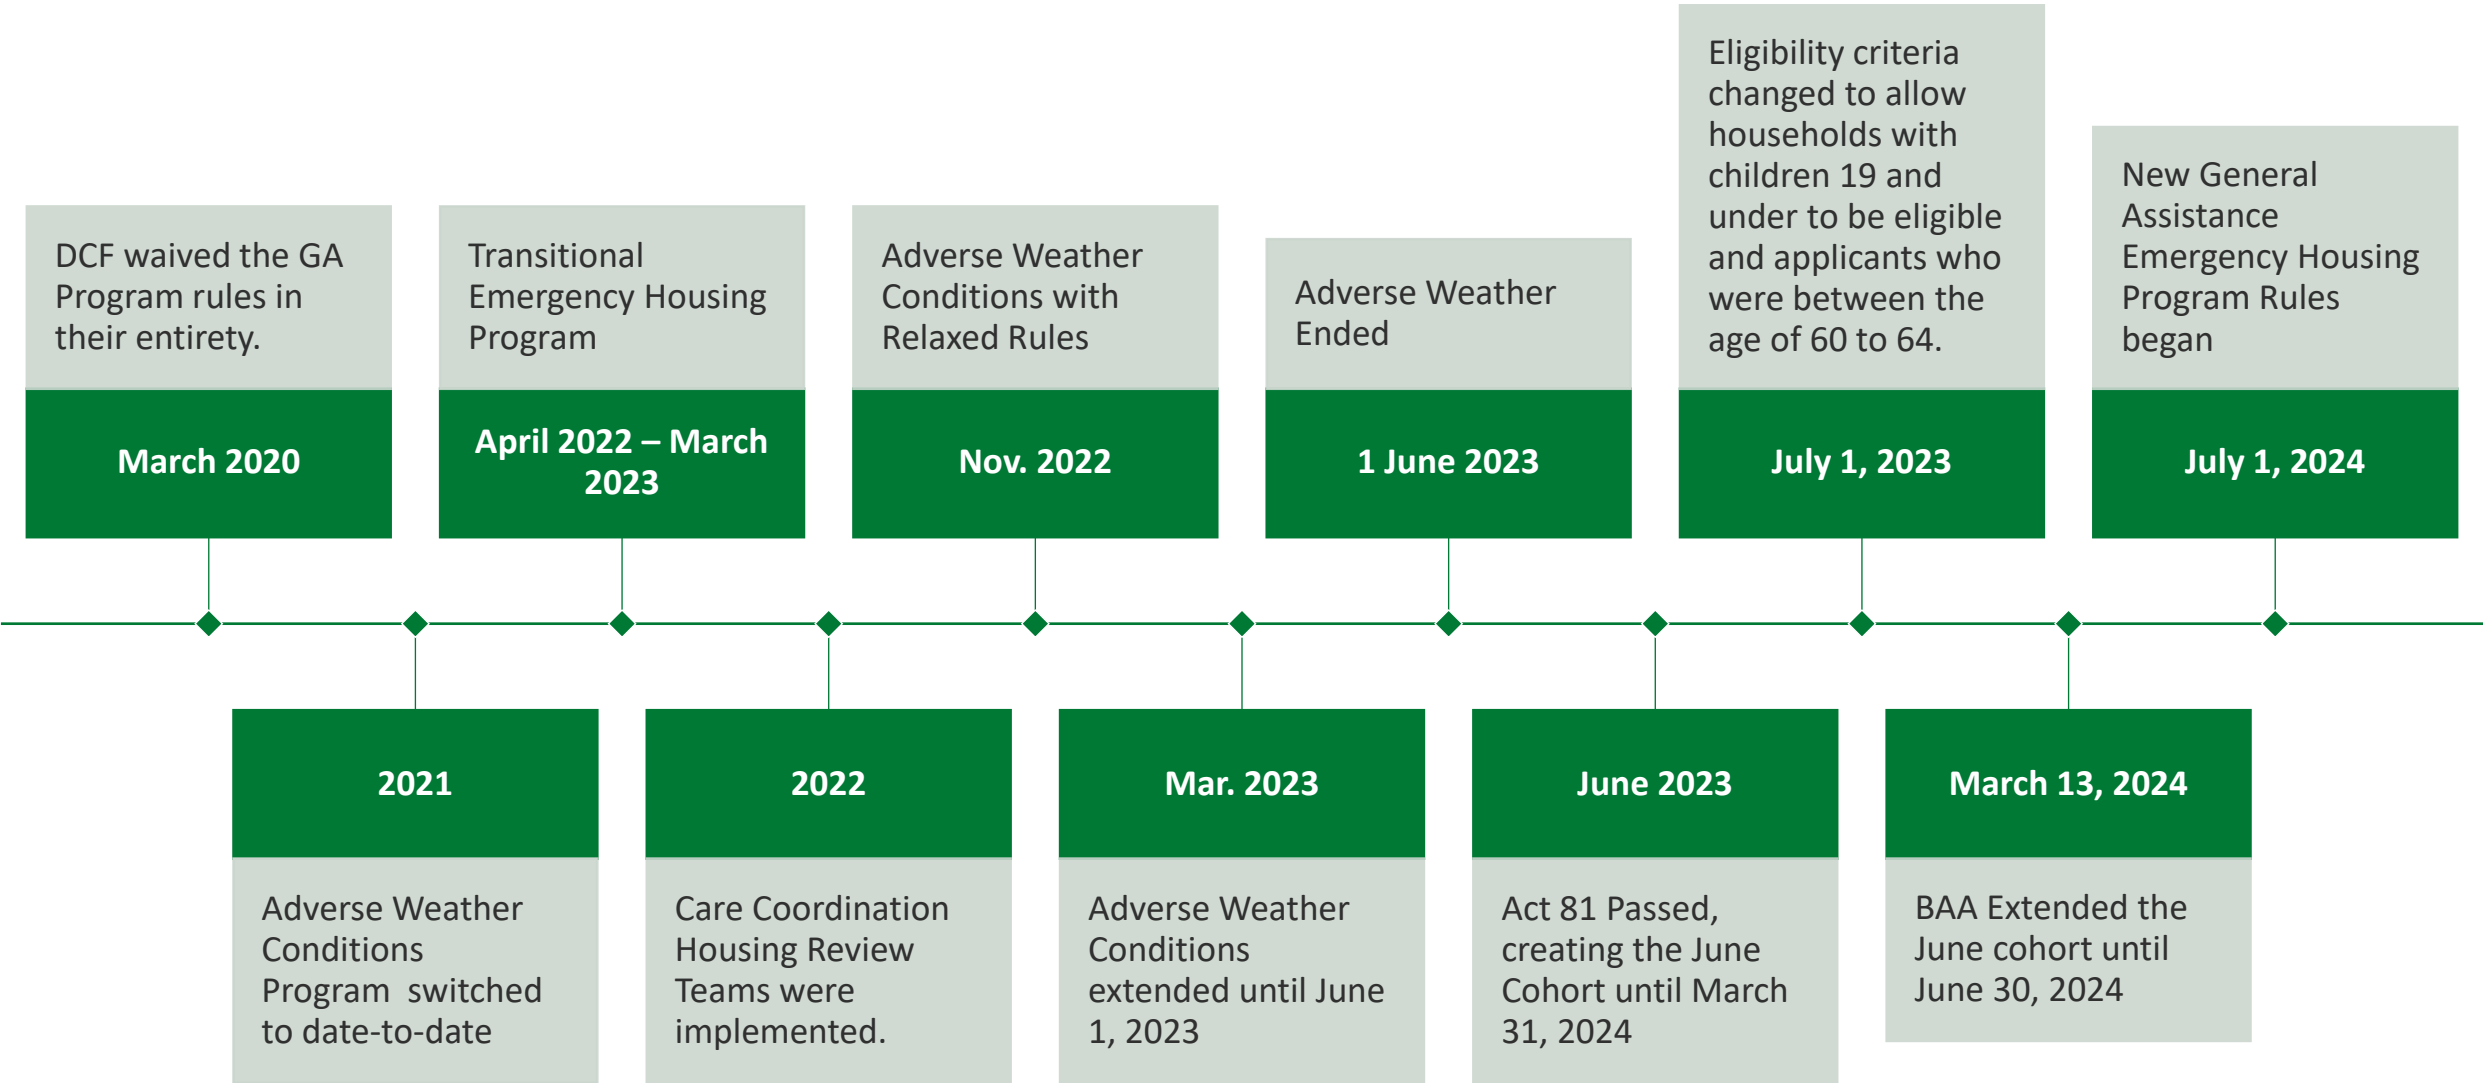 DCF waived the GA
Program rules in
their entirety.
March 2020
2021
Adverse Weather
Conditions
Program  switched
to date-to-date
Transitional
Emergency Housing
Program
April 2022 – March
2023
2022
Care Coordination
Housing Review
Teams were
implemented.
Adverse Weather
Conditions with
Relaxed Rules
Nov. 2022
Mar. 2023
Adverse Weather
Conditions
extended until June
1, 2023
Adverse Weather
Ended
1 June 2023
June 2023
Act 81 Passed,
creating the June
Cohort until March
31, 2024
Eligibility criteria
changed to allow
households with
children 19 and
under to be eligible
and applicants who
were between the
age of 60 to 64.
July 1, 2023
March 13, 2024
BAA Extended the
June cohort until
June 30, 2024
New General
Assistance
Emergency Housing
Program Rules
began
July 1, 2024